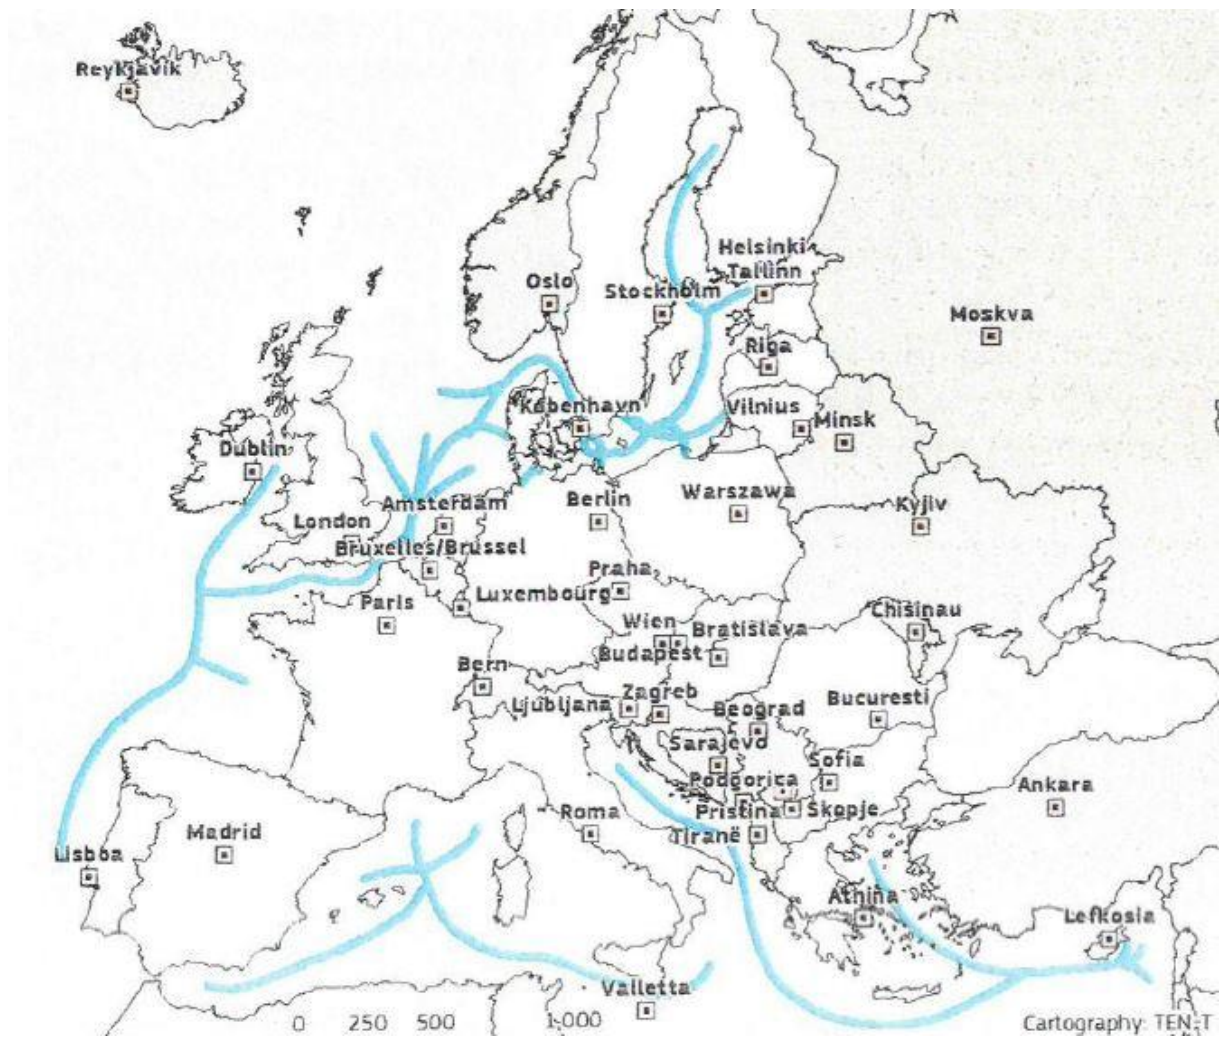 Reykjavik
Helsinki
Tallinn
Oslo
Stockholm
Moskva
Riga
København
Vilnius
Minsk
Dublin
Amsterdam
Berlin
Warszawa
Kyjiv
London
Bruxelles/Brussel
Praha
Luxembourg
Paris
Chisinau
Wien
Bratislava
Budapest
Bern
Zagreb
Ljubljana
Beograd
Bucuresti
Sarajevo
Sofia
Podgorica
Ankara
Roma
Pristina
Skopje
Madrid
Tiranë
Lisboa
Athina
Lefkosia
Valletta
0 250 500 1,000
Cartography: TEN-T